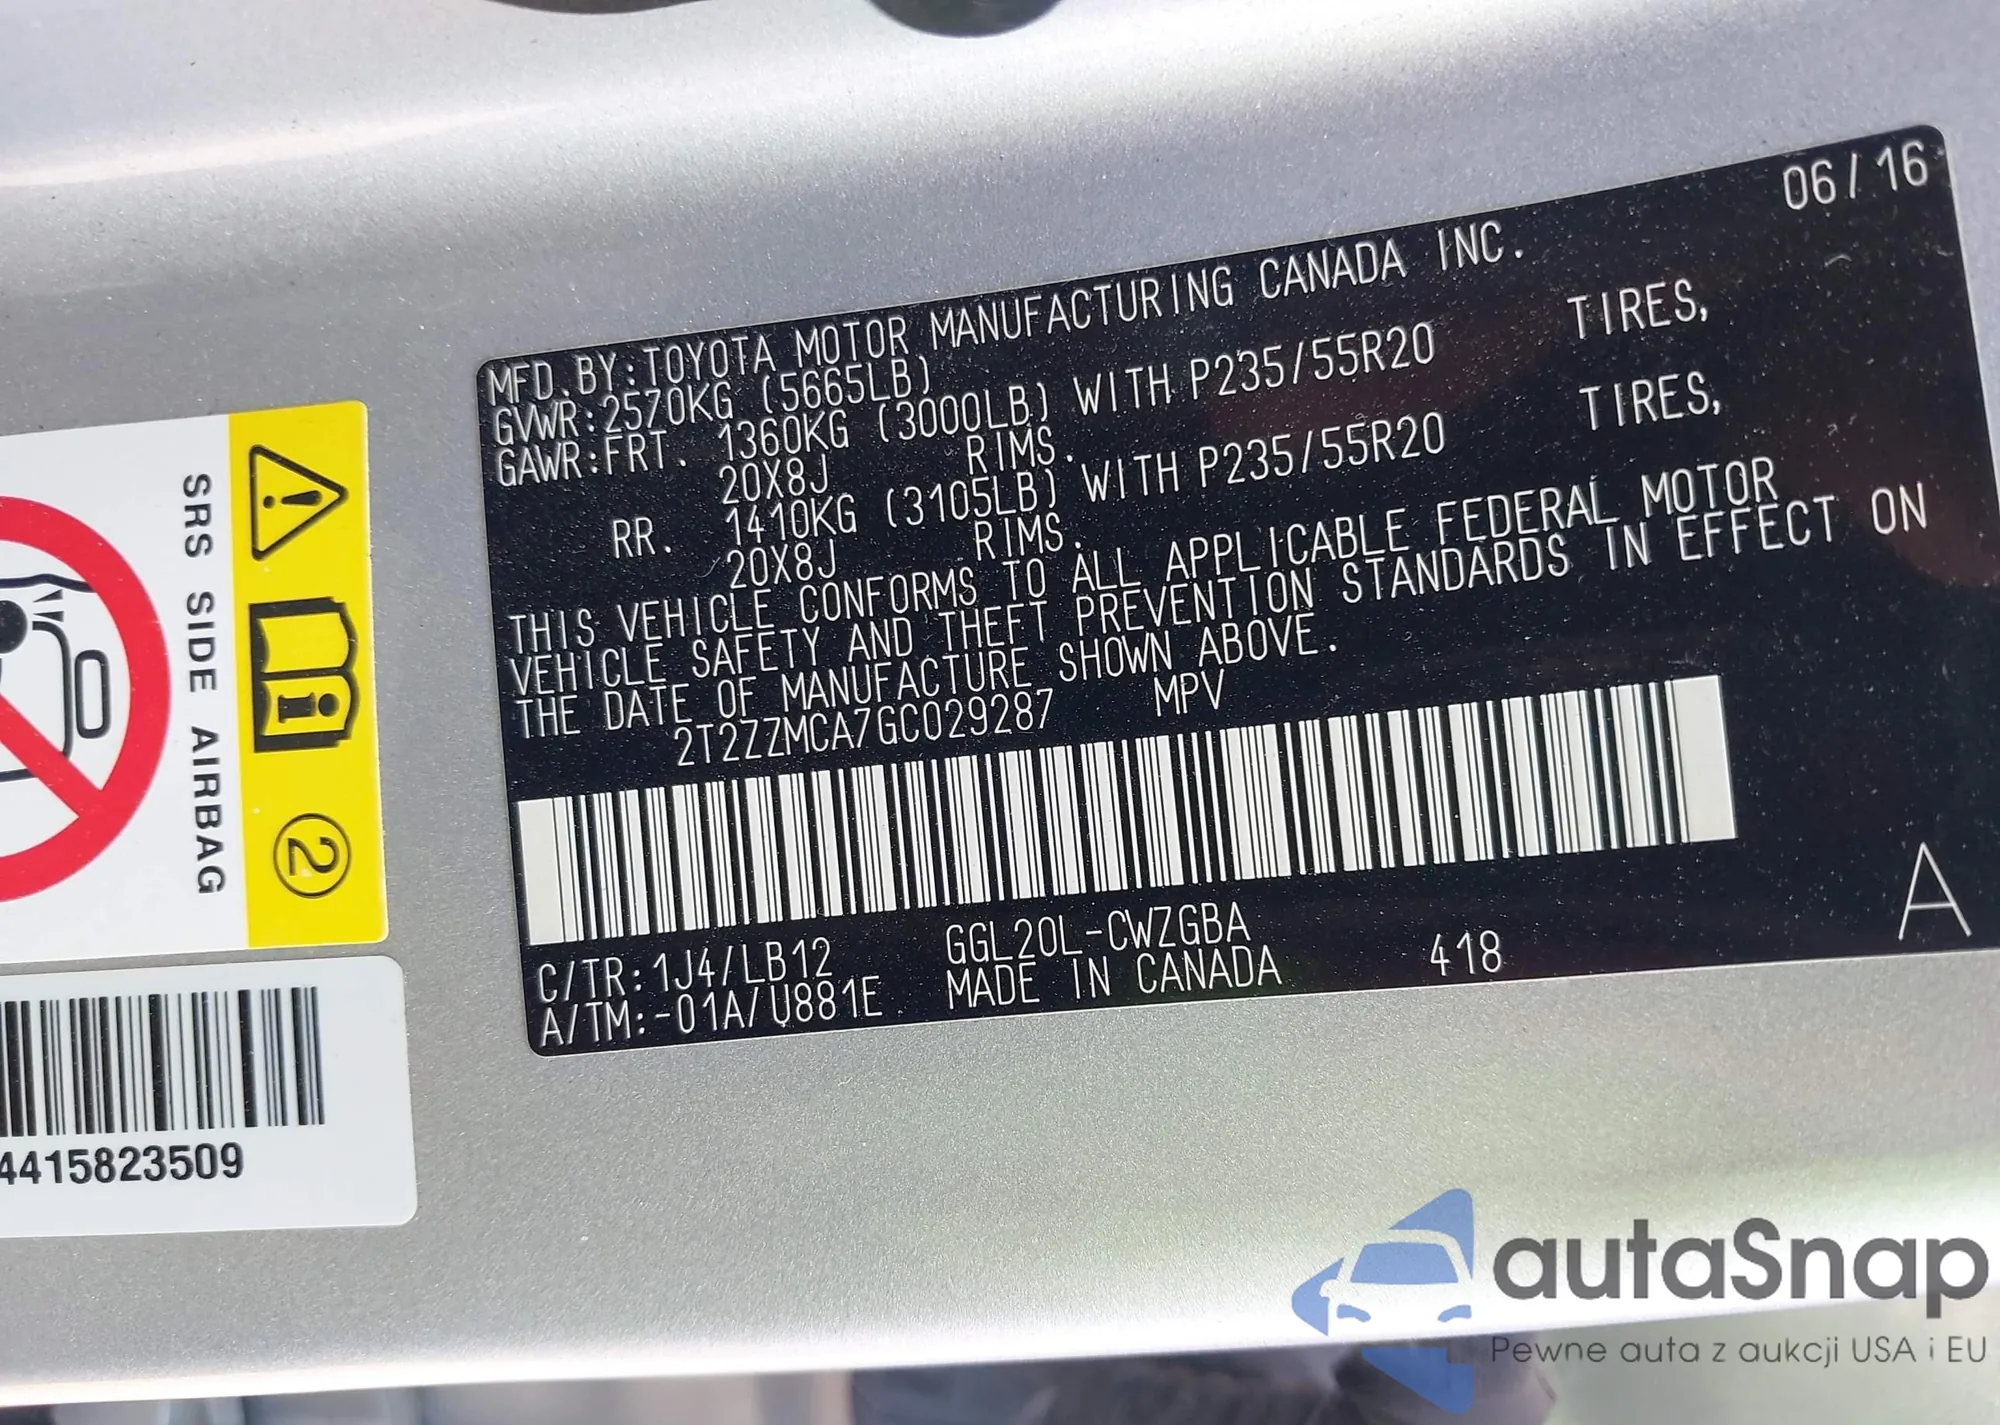 06/16
MFD.BY:TOYOTA MOTOR MANUFACTURING CANADA INC.
GVWR:2570KG (5665LB)
GAWR:FRT. 1360KG (3000LB) WITH P235/55R20 TIRES,
20X8J RIMS.
RR. 1410KG (3105LB) WITH P235/55R20 TIRES,
20X8J RIMS.
THIS VEHICLE CONFORMS TO ALL APPLICABLE FEDERAL MOTOR
VEHICLE SAFETY AND THEFT PREVENTION STANDARDS IN EFFECT ON
THE DATE OF MANUFACTURE SHOWN ABOVE.
2T2ZZMCA7GC029287 MPV
C/TR:1J4/LB12 GGL20L-CWZGBA
A/TM:-01A/U881E MADE IN CANADA 418
A
SRS SIDE AIRBAG
2
4415823509
autaSnap
Pewne auta z aukcji USA i EU